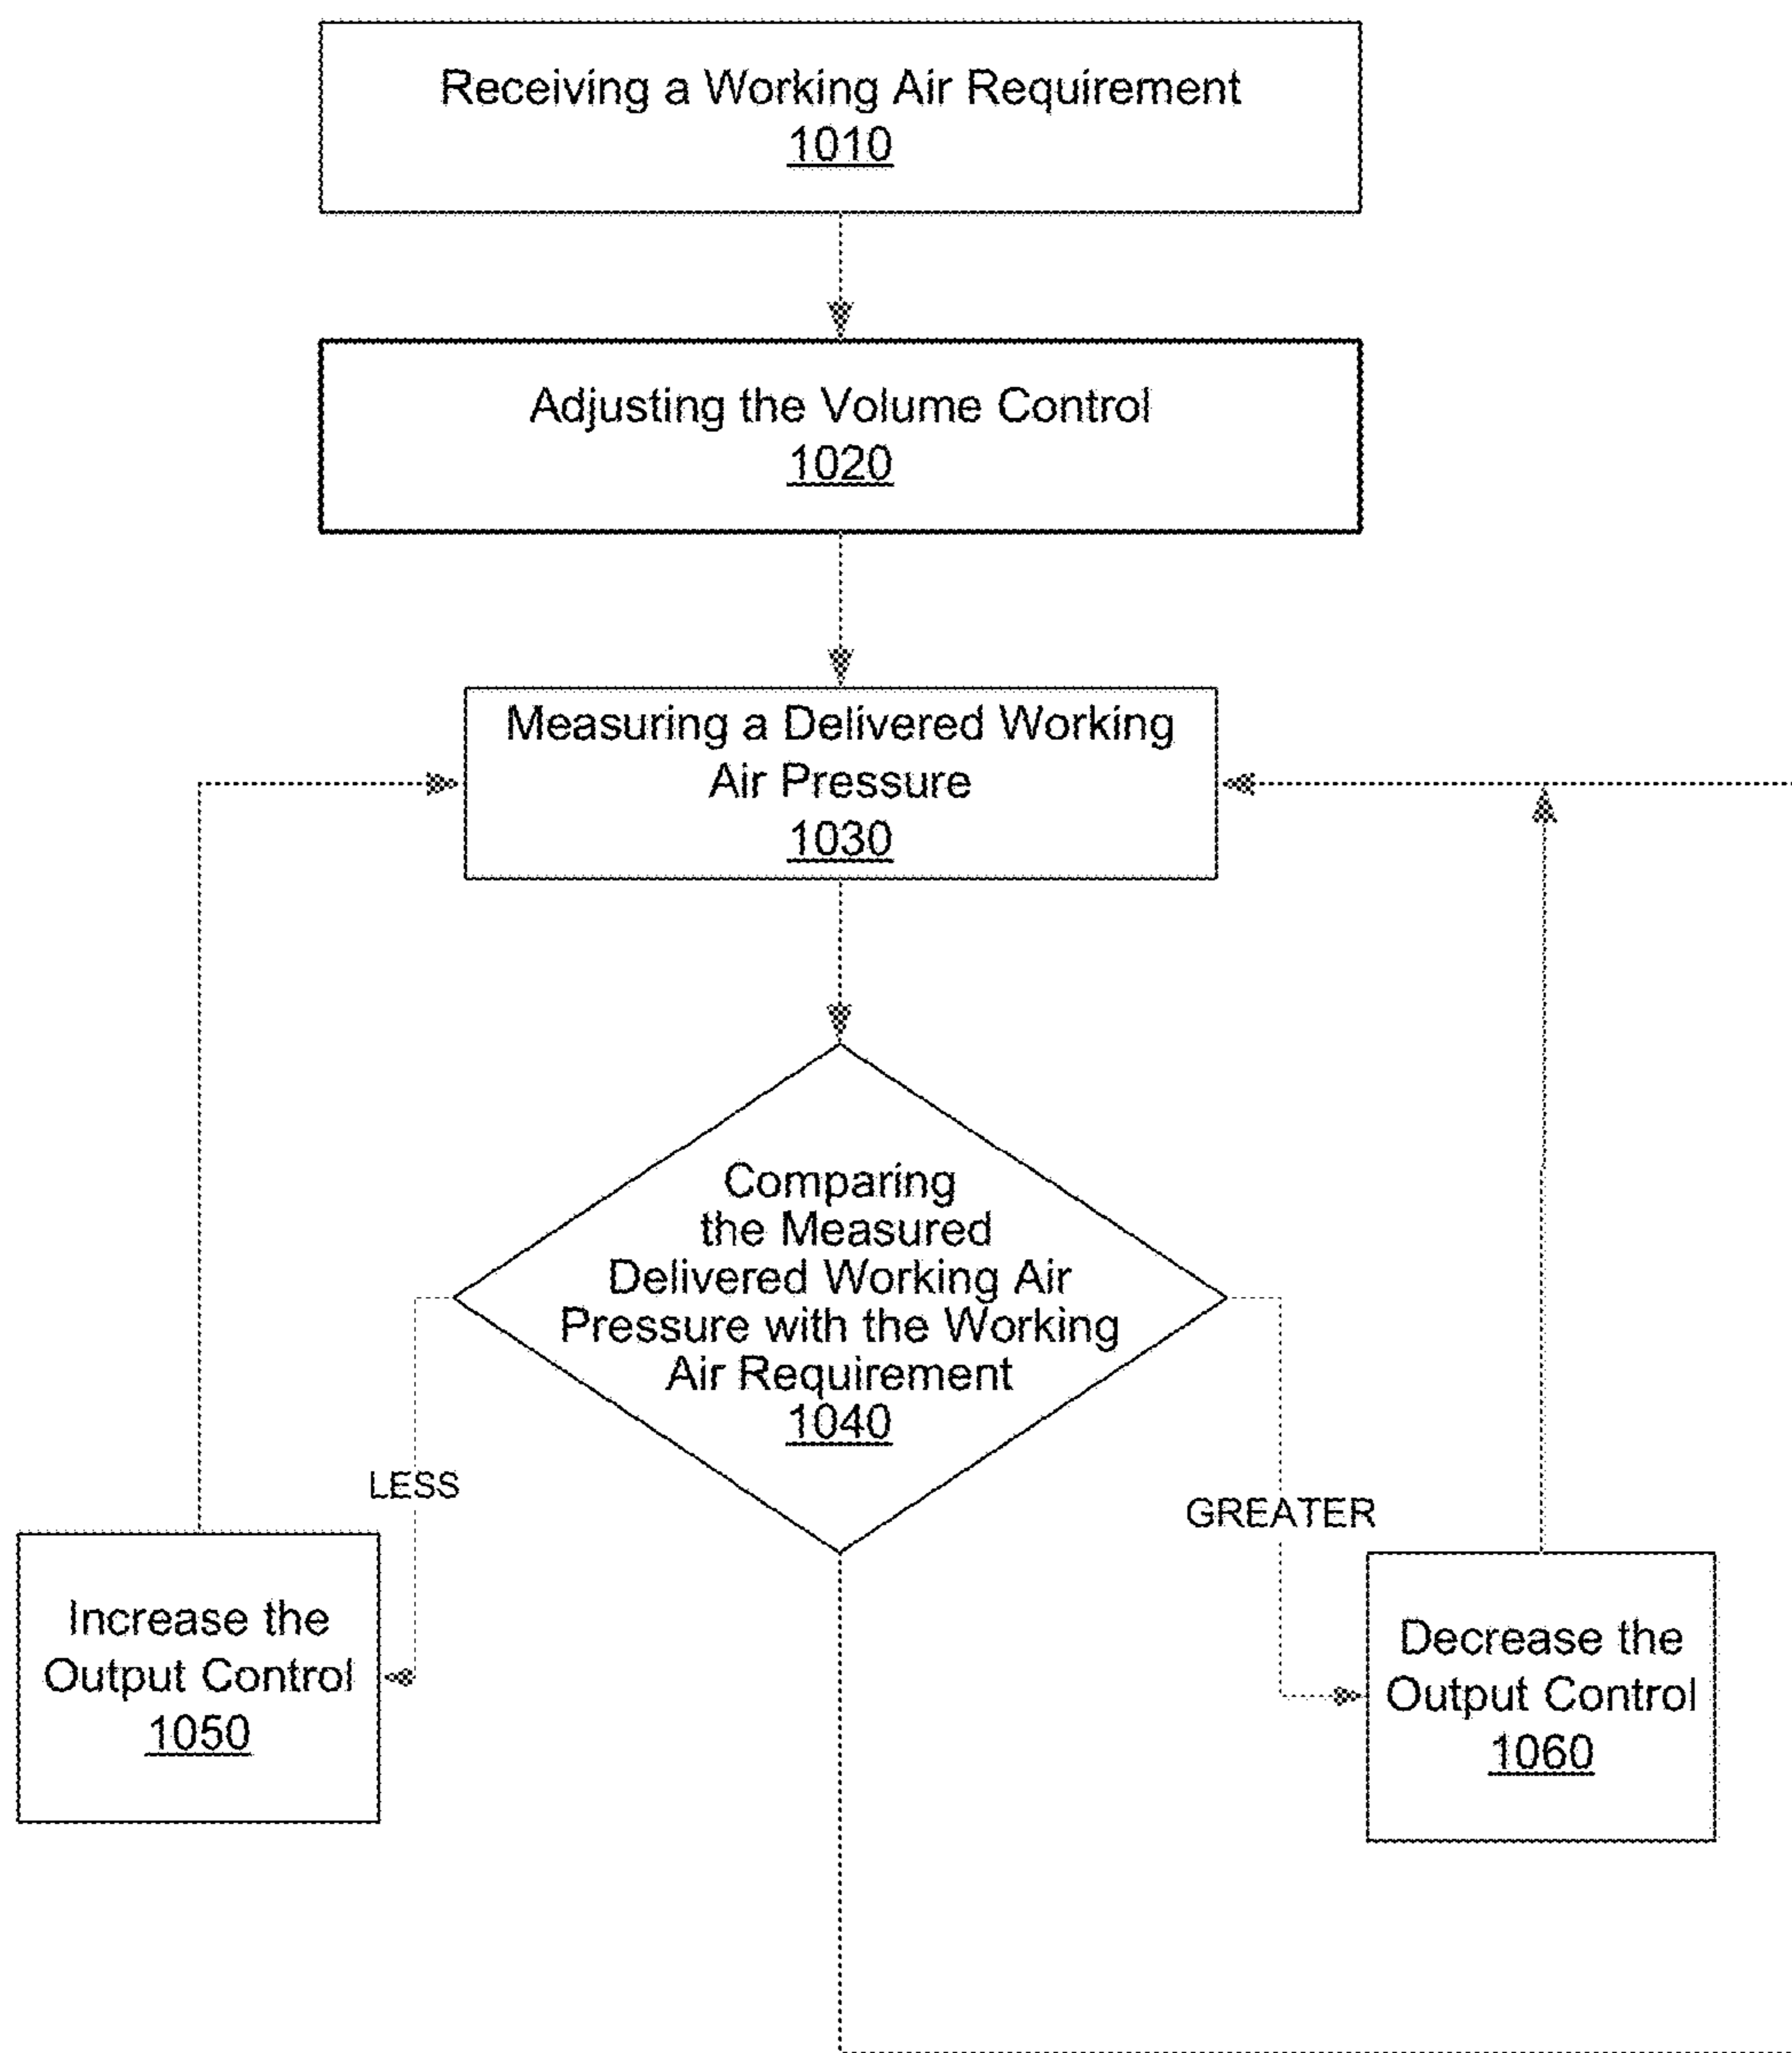 Receiving a Working Air Requirement
1010
Adjusting the Volume Control
1020
Measuring a Delivered Working
Air Pressure
1030
Comparing
the Measured
Delivered Working Air
Pressure with the Working
Air Requirement
1040
LESS
GREATER
Increase the
Output Control
1050
Decrease the
Output Control
1060